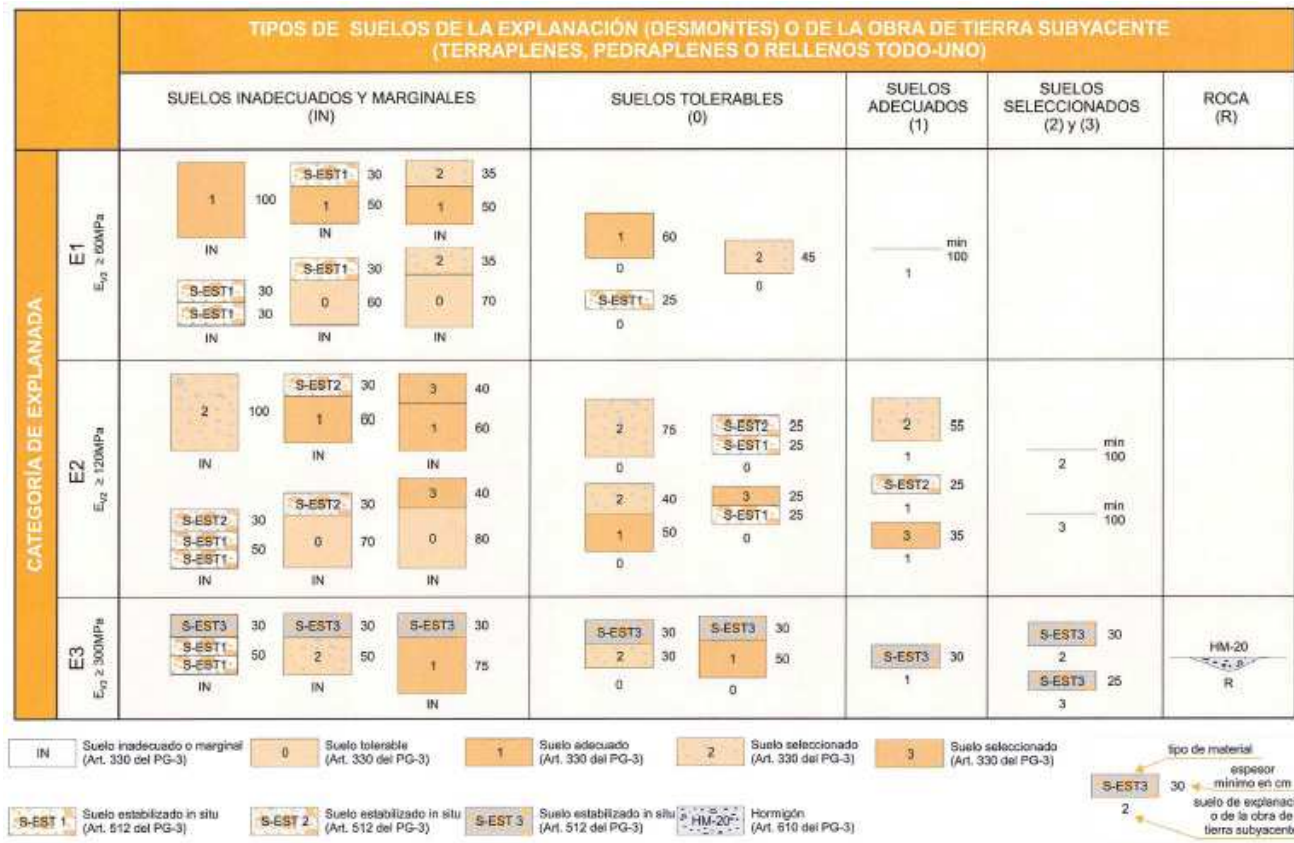 TIPOS DE SUELOS DE LA EXPLANACIÓN (DESMONTES) O DE LA OBRA DE TIERRA SUBYACENTE
(TERRAPLENES, PEDRAPLENES O RELLENOS TODO-UNO)
SUELOS INADECUADOS Y MARGINALES
(IN)
SUELOS TOLERABLES
(0)
SUELOS
ADECUADOS
(1)
SUELOS
SELECCIONADOS
(2) y (3)
ROCA
(R)
CATEGORÍA DE EXPLANADA
E1
Ev2 ≥ 60MPa
1 100
IN
S-EST1 30
1 50
IN
2 35
1 50
IN
S-EST1 30
S-EST1 30
IN
S-EST1 30
0 60
IN
2 35
0 70
IN
1 60
0
2 45
0
S-EST1 25
0
min
100
1
E2
Ev2 ≥ 120MPa
2 100
IN
S-EST2 30
1 60
IN
3 40
1 60
IN
S-EST2 30
S-EST1
50
S-EST1
IN
S-EST2 30
0 70
IN
3 40
0 80
IN
2 75
0
S-EST2 25
S-EST1 25
0
2 40
1 50
0
3 25
S-EST1 25
0
2 55
1
S-EST2 25
1
3 35
1
min
100
2
min
100
3
E3
Ev2 ≥ 300MPa
S-EST3 30
S-EST1
50
S-EST1
IN
S-EST3 30
2 50
IN
S-EST3 30
1 75
IN
S-EST3 30
2 30
0
S-EST3 30
1 50
0
S-EST3 30
1
S-EST3 30
2
S-EST3 25
3
HM-20
R
IN Suelo inadecuado o marginal
(Art. 330 del PG-3)
0 Suelo tolerable
(Art. 330 del PG-3)
1 Suelo adecuado
(Art. 330 del PG-3)
2 Suelo seleccionado
(Art. 330 del PG-3)
3 Suelo seleccionado
(Art. 330 del PG-3)
S-EST 1 Suelo estabilizado in situ
(Art. 512 del PG-3)
S-EST 2 Suelo estabilizado in situ
(Art. 512 del PG-3)
S-EST 3 Suelo estabilizado in situ
(Art. 512 del PG-3)
HM-20 Hormigón
(Art. 610 del PG-3)
tipo de material
S-EST3 30
espesor
mínimo en cm
2
suelo de explanac
o de la obra de
tierra subyacente